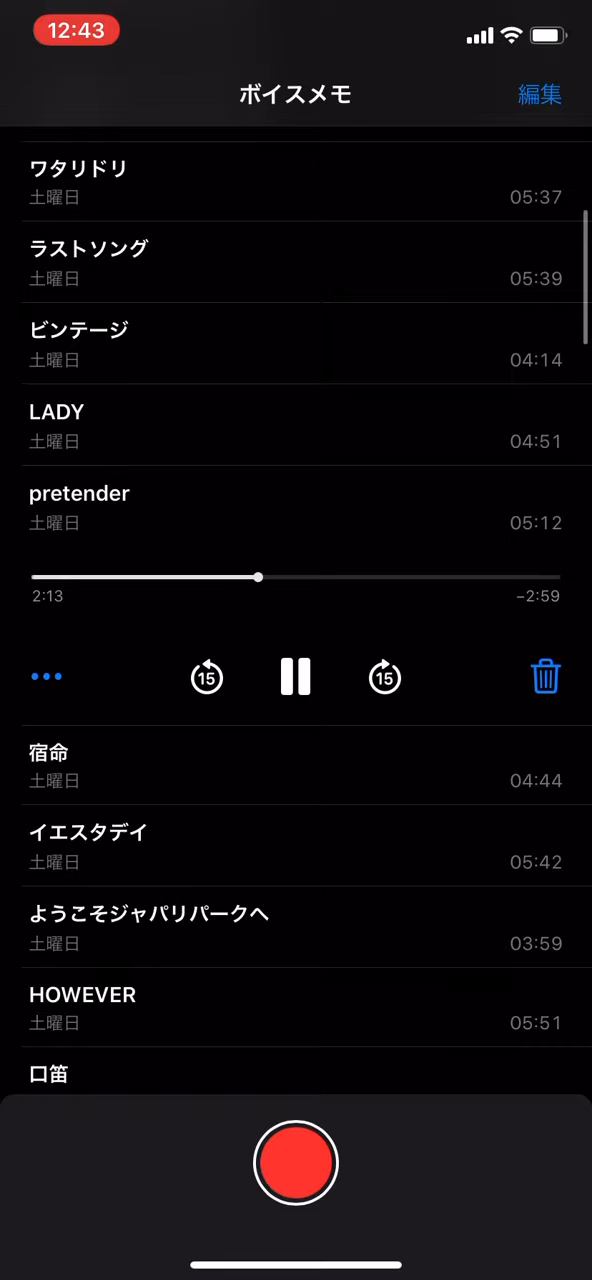 12:43
ボイスメモ
編集
ワタリドリ
土曜日 05:37
ラストソング
土曜日 05:39
ビンテージ
土曜日 04:14
LADY
土曜日 04:51
pretender
土曜日 05:12
2:13 −2:59
15 15
宿命
土曜日 04:44
イエスタデイ
土曜日 05:42
ようこそジャパリパークへ
土曜日 03:59
HOWEVER
土曜日 05:51
口笛